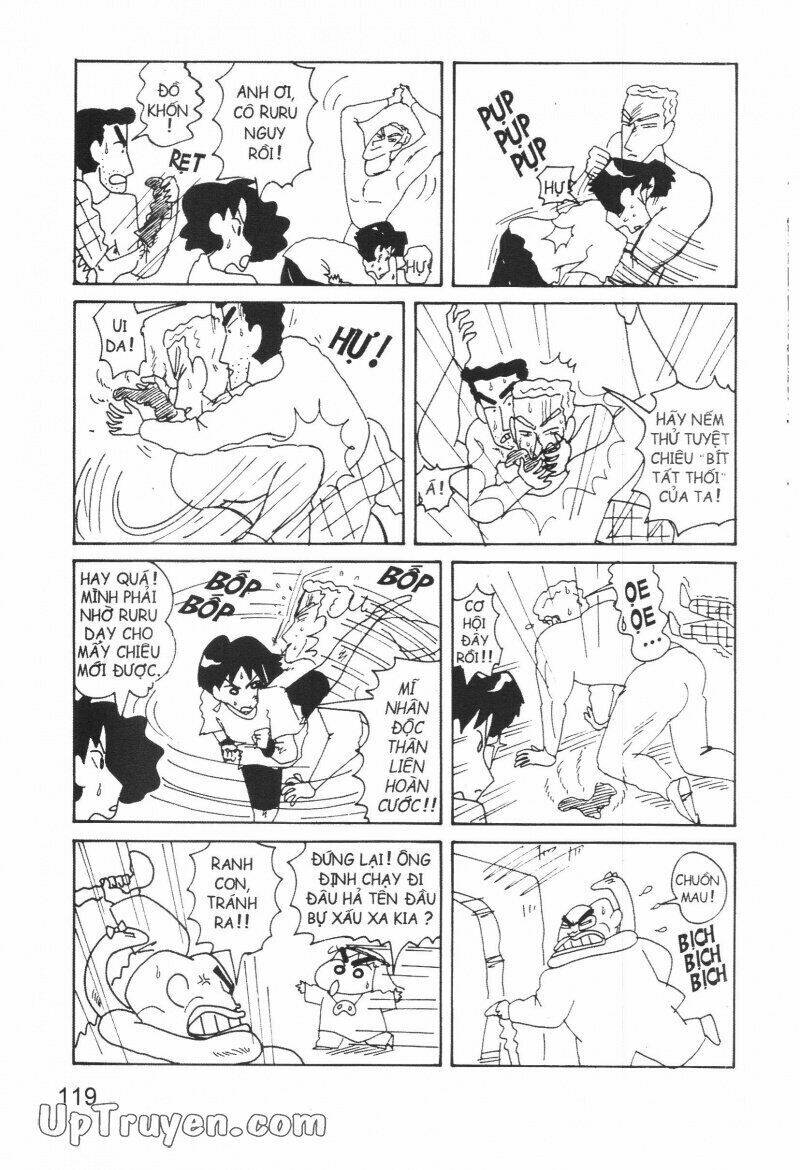 PỤP
PỤP
PỤP
HỰ!
ANH ƠI,
CÔ RURU
NGUY
RỒI!
HỰ!
ĐỒ
KHỐN!
RẸT
HÃY NẾM
THỬ TUYỆT
CHIÊU "BÍT
TẤT THỐI"
CỦA TA!
Á!
HỰ!
UI
DA!
ỌE
ỌE
...
CƠ
HỘI
ĐÂY
RỒI!!
BỐP
BỐP
BỐP
MĨ
NHÂN
ĐỘC
THÂN
LIÊN
HOÀN
CƯỚC!!
HAY QUÁ!
MÌNH PHẢI
NHỜ RURU
DẠY CHO
MẤY CHIÊU
MỚI ĐƯỢC.
CHUỒN
MAU!
BỊCH
BỊCH
BỊCH
ĐỨNG LẠI! ÔNG
ĐỊNH CHẠY ĐI
ĐÂU HẢ TÊN ĐẦU
BỰ XẤU XA KIA?
RANH
CON,
TRÁNH
RA!!
119
UpTruyen.com